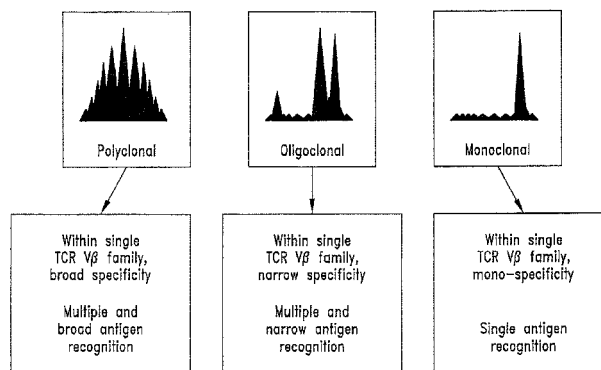 Polyclonal
Oligoclonal
Monoclonal
Within single
TCR Vβ family,
broad specificity
Multiple and
broad antigen
recognition
Within single
TCR Vβ family,
narrow specificity
Multiple and
narrow antigen
recognition
Within single
TCR Vβ family,
mono-specificity
Single antigen
recognition